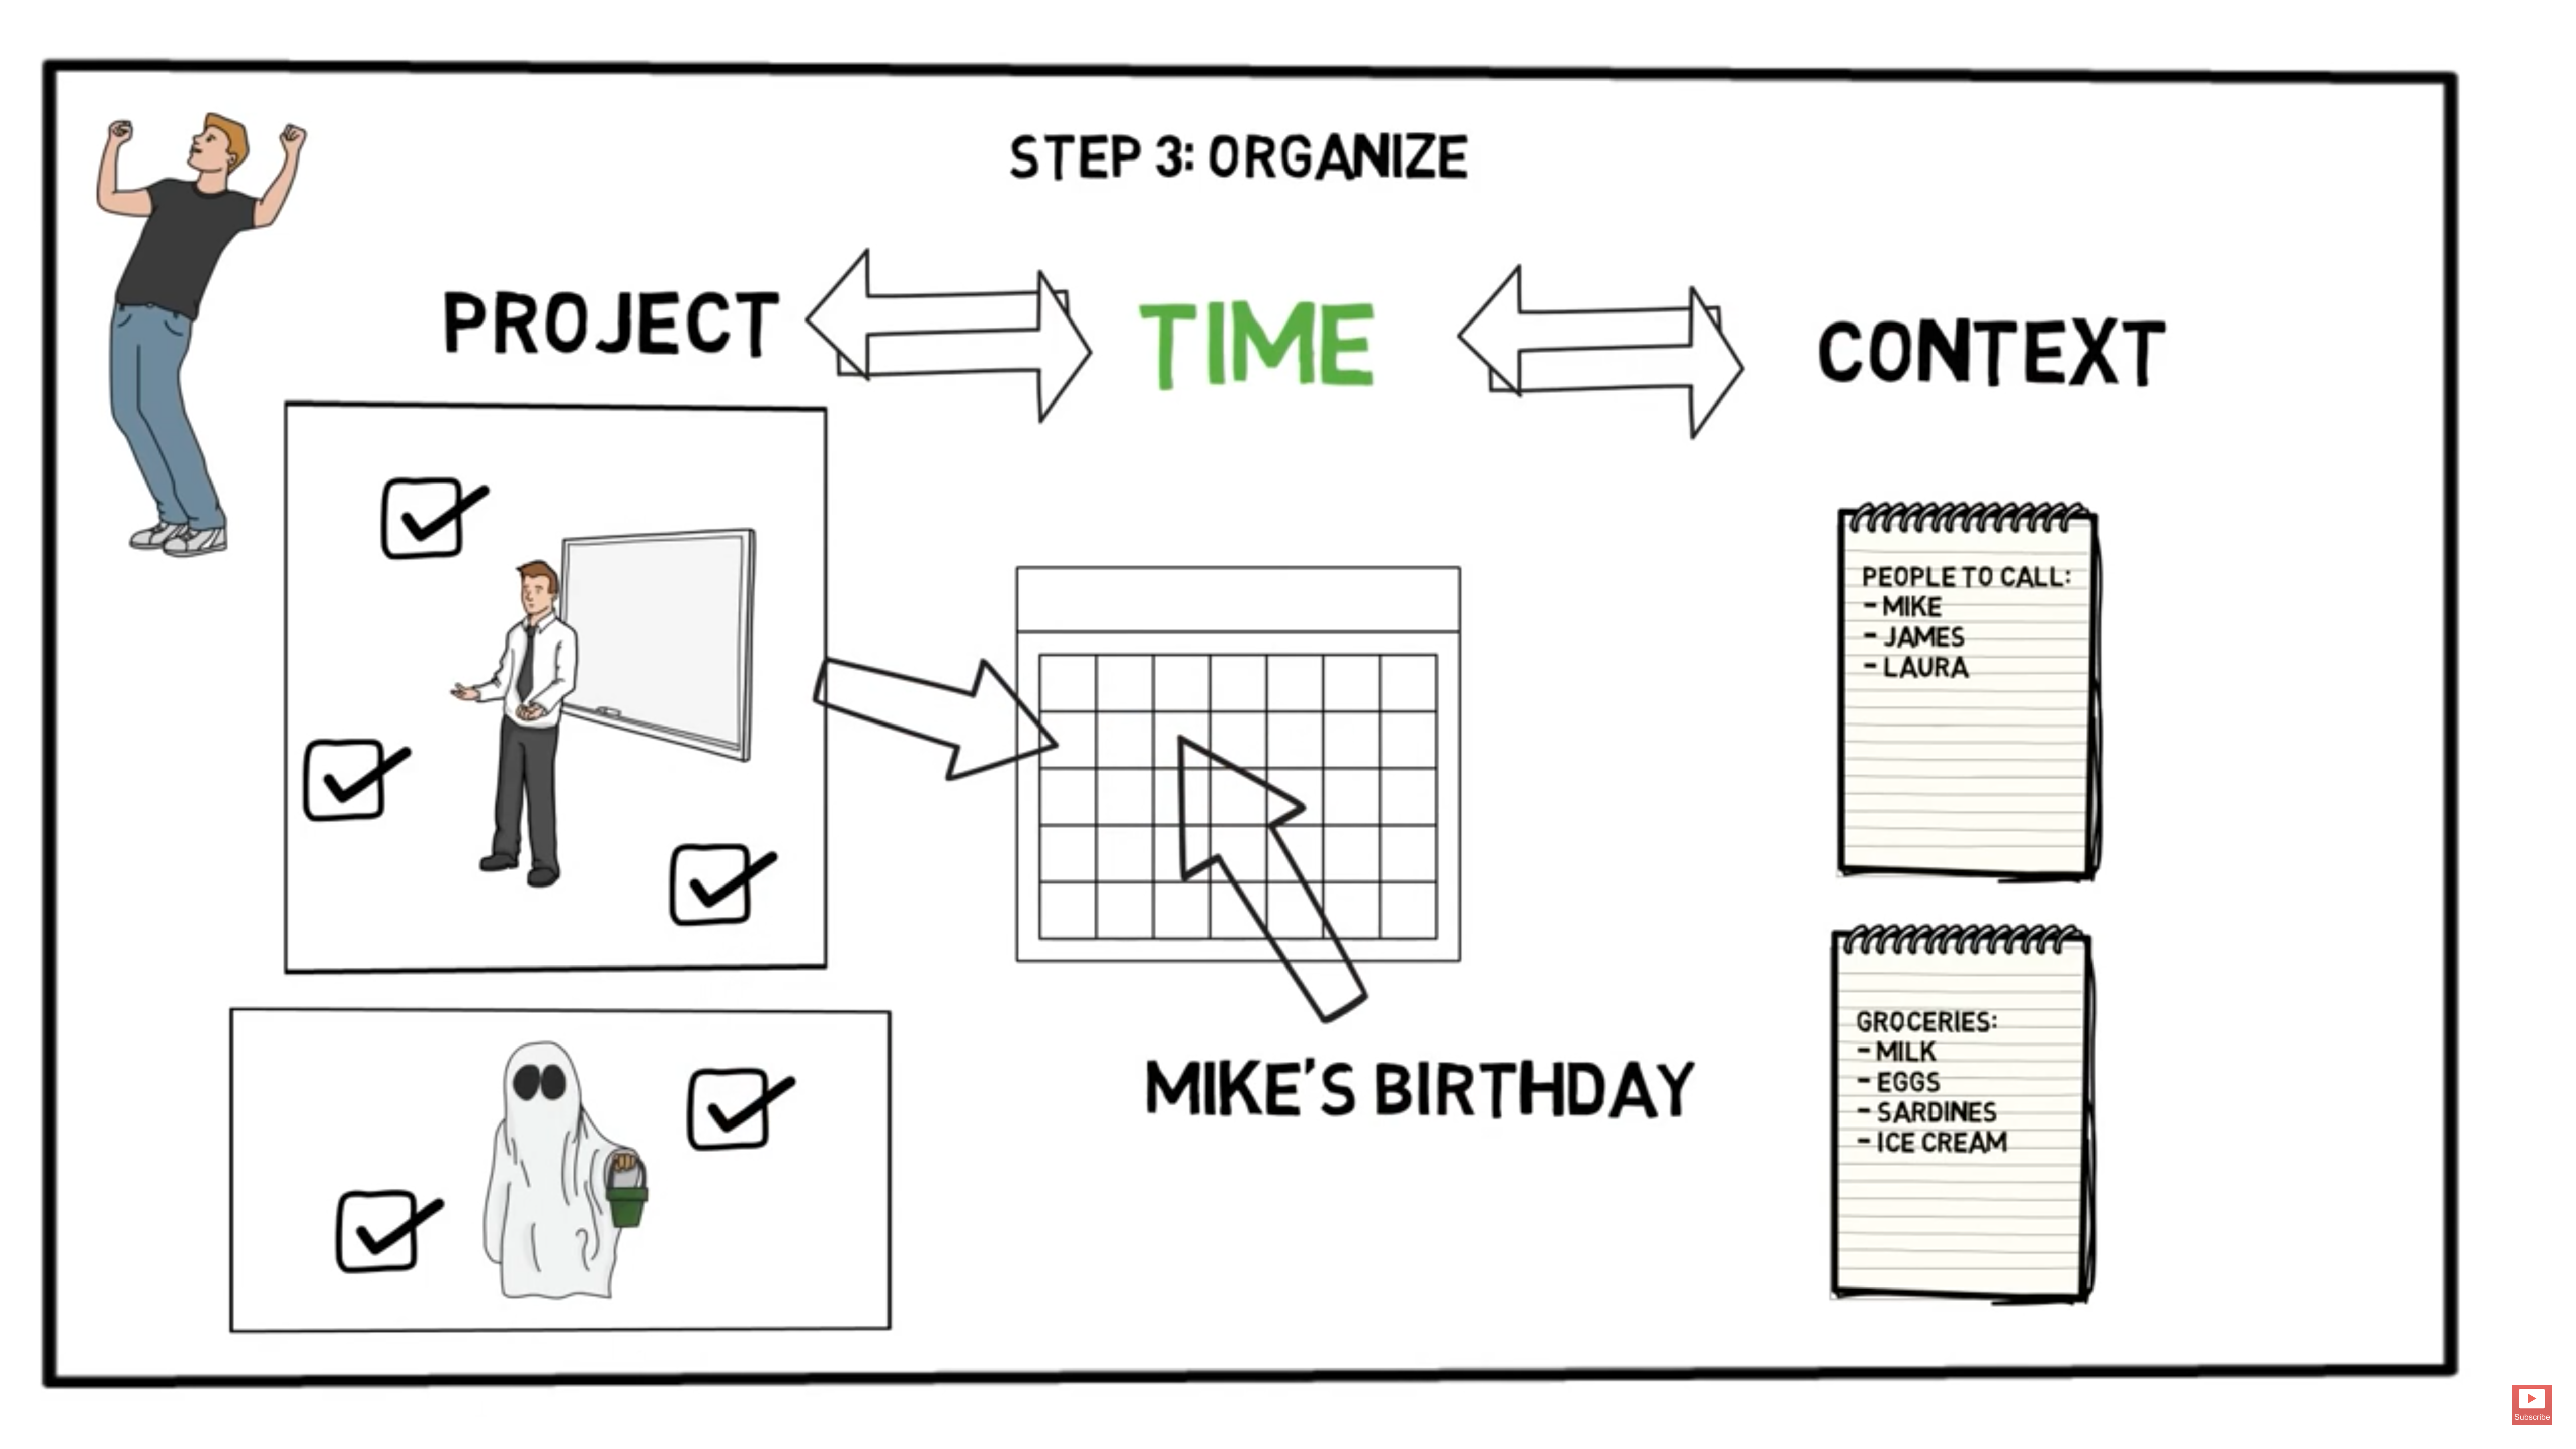 STEP 3: ORGANIZE
PROJECT
TIME
CONTEXT
PEOPLE TO CALL:
- MIKE
- JAMES
- LAURA
MIKE'S BIRTHDAY
GROCERIES:
- MILK
- EGGS
- SARDINES
- ICE CREAM
Subscribe